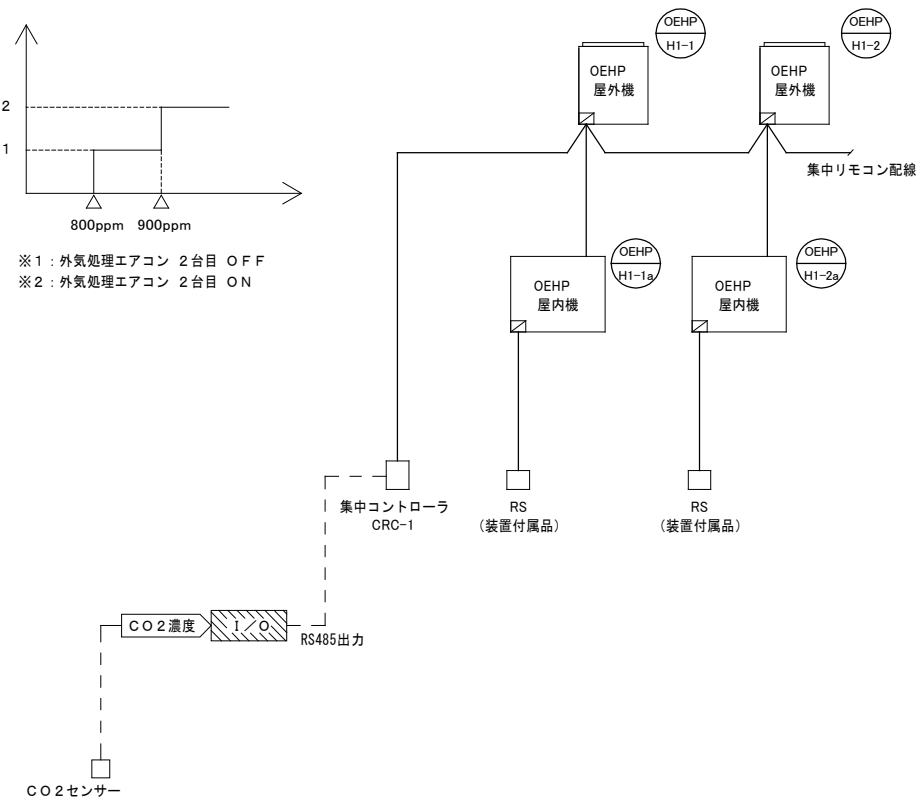 2
1
800ppm 900ppm
※1：外気処理エアコン 2台目 OFF
※2：外気処理エアコン 2台目 ON
OEHP
H1-1
OEHP
屋外機
OEHP
H1-2
OEHP
屋外機
集中リモコン配線
OEHP
H1-1a
OEHP
屋内機
OEHP
H1-2a
OEHP
屋内機
集中コントローラ
CRC-1
RS
(装置付属品)
RS
(装置付属品)
CO2濃度
I／O
RS485出力
CO2センサー